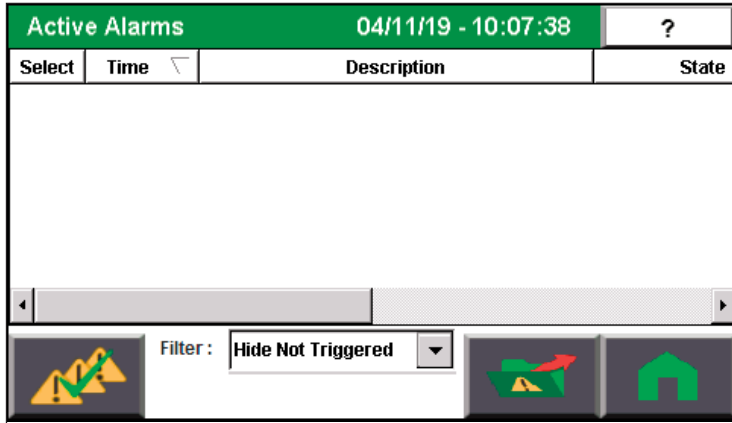 Active Alarms 04/11/19 - 10:07:38 ?
Select Time Description State
Filter : Hide Not Triggered